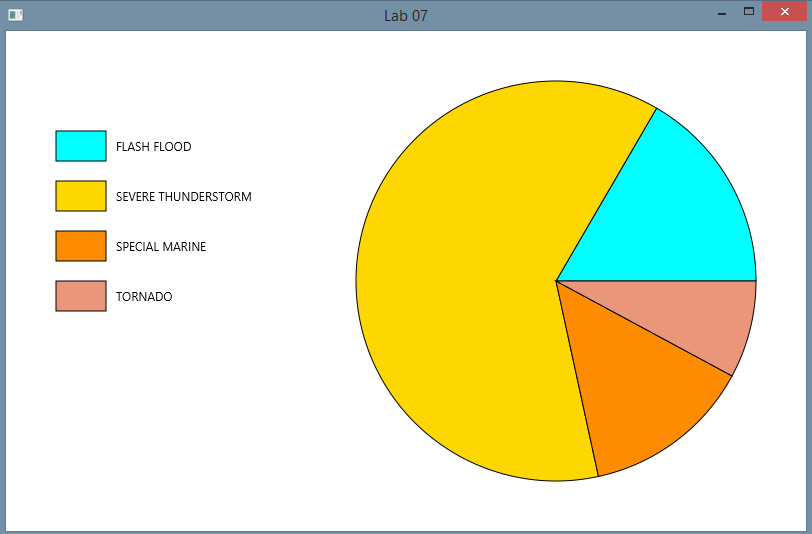 Lab 07
FLASH FLOOD
SEVERE THUNDERSTORM
SPECIAL MARINE
TORNADO